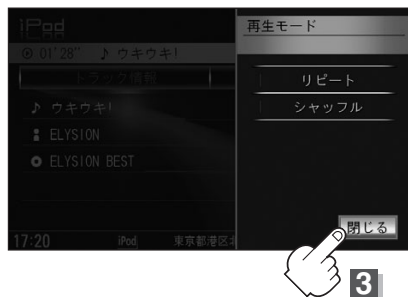 iPod
01'28" ♪ ウキウキ!
トラック情報
♪ ウキウキ!
ELYSION
ELYSION BEST
17:20 iPod 東京都港区
再生モード
リピート
シャッフル
閉じる
3